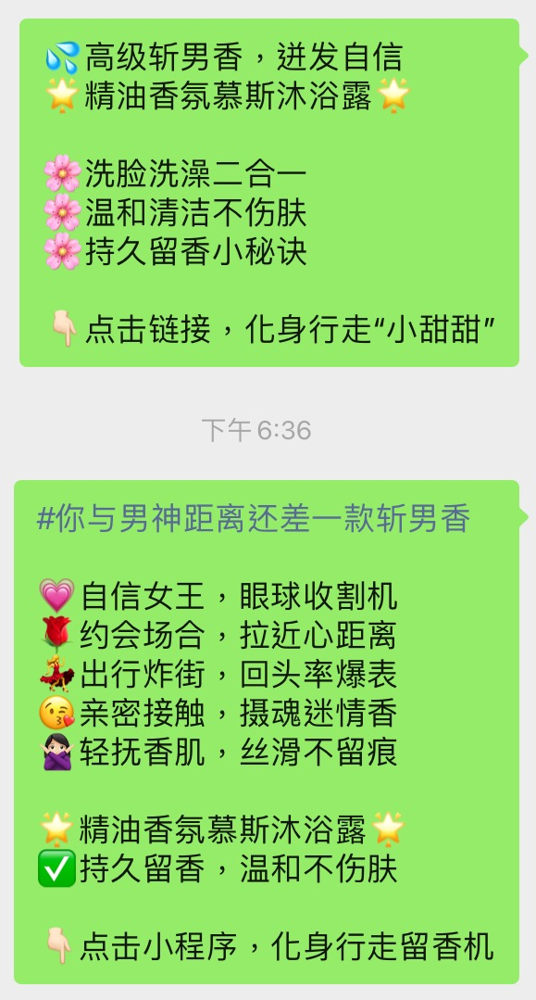 💦高级斩男香，迸发自信
🌟精油香氛慕斯沐浴露🌟
🌸洗脸洗澡二合一
🌸温和清洁不伤肤
🌸持久留香小秘诀
👇🏻点击链接，化身行走“小甜甜”
下午6:36
#你与男神距离还差一款斩男香
💗自信女王，眼球收割机
🌹约会场合，拉近心距离
💃出行炸街，回头率爆表
😘亲密接触，摄魂迷情香
🙅🏻‍♀️轻抚香肌，丝滑不留痕
🌟精油香氛慕斯沐浴露🌟
✅持久留香，温和不伤肤
👇🏻点击小程序，化身行走留香机